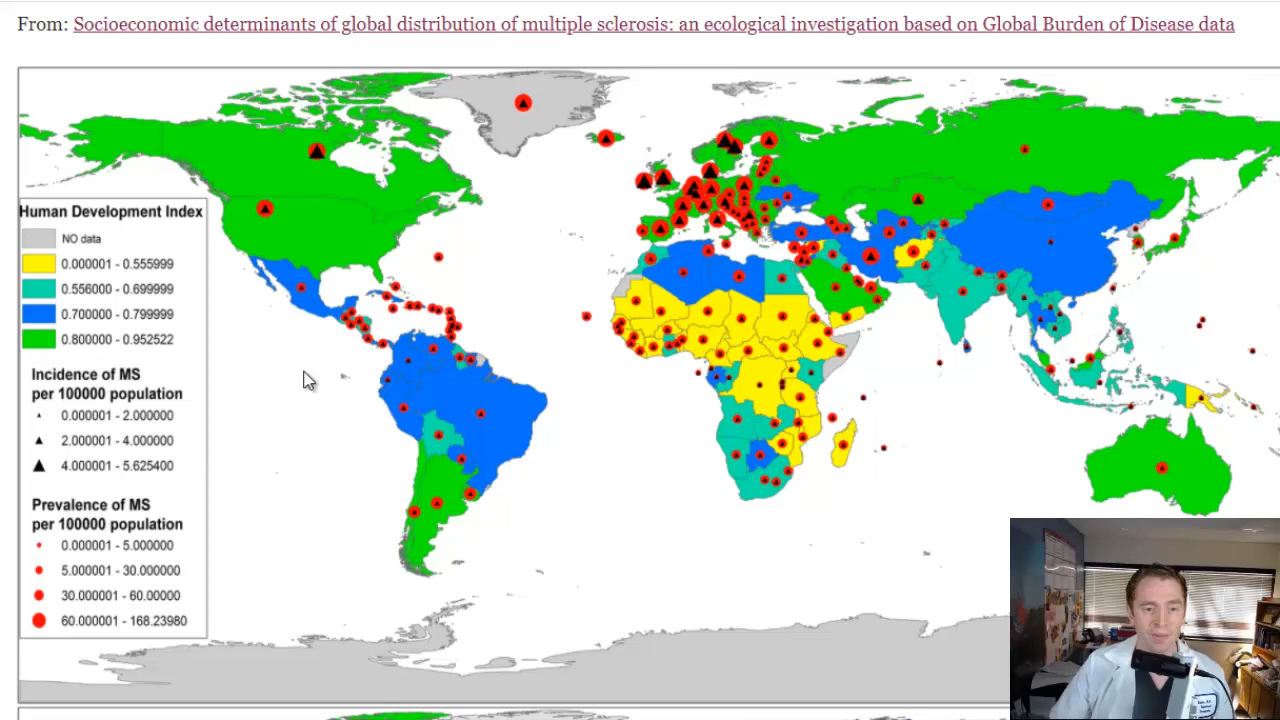 From: Socioeconomic determinants of global distribution of multiple sclerosis: an ecological investigation based on Global Burden of Disease data
Human Development Index
NO data
0.000001 - 0.555999
0.556000 - 0.699999
0.700000 - 0.799999
0.800000 - 0.952522
Incidence of MS
per 100000 population
0.000001 - 2.000000
2.000001 - 4.000000
4.000001 - 5.625400
Prevalence of MS
per 100000 population
0.000001 - 5.000000
5.000001 - 30.000000
30.000001 - 60.00000
60.000001 - 168.23980